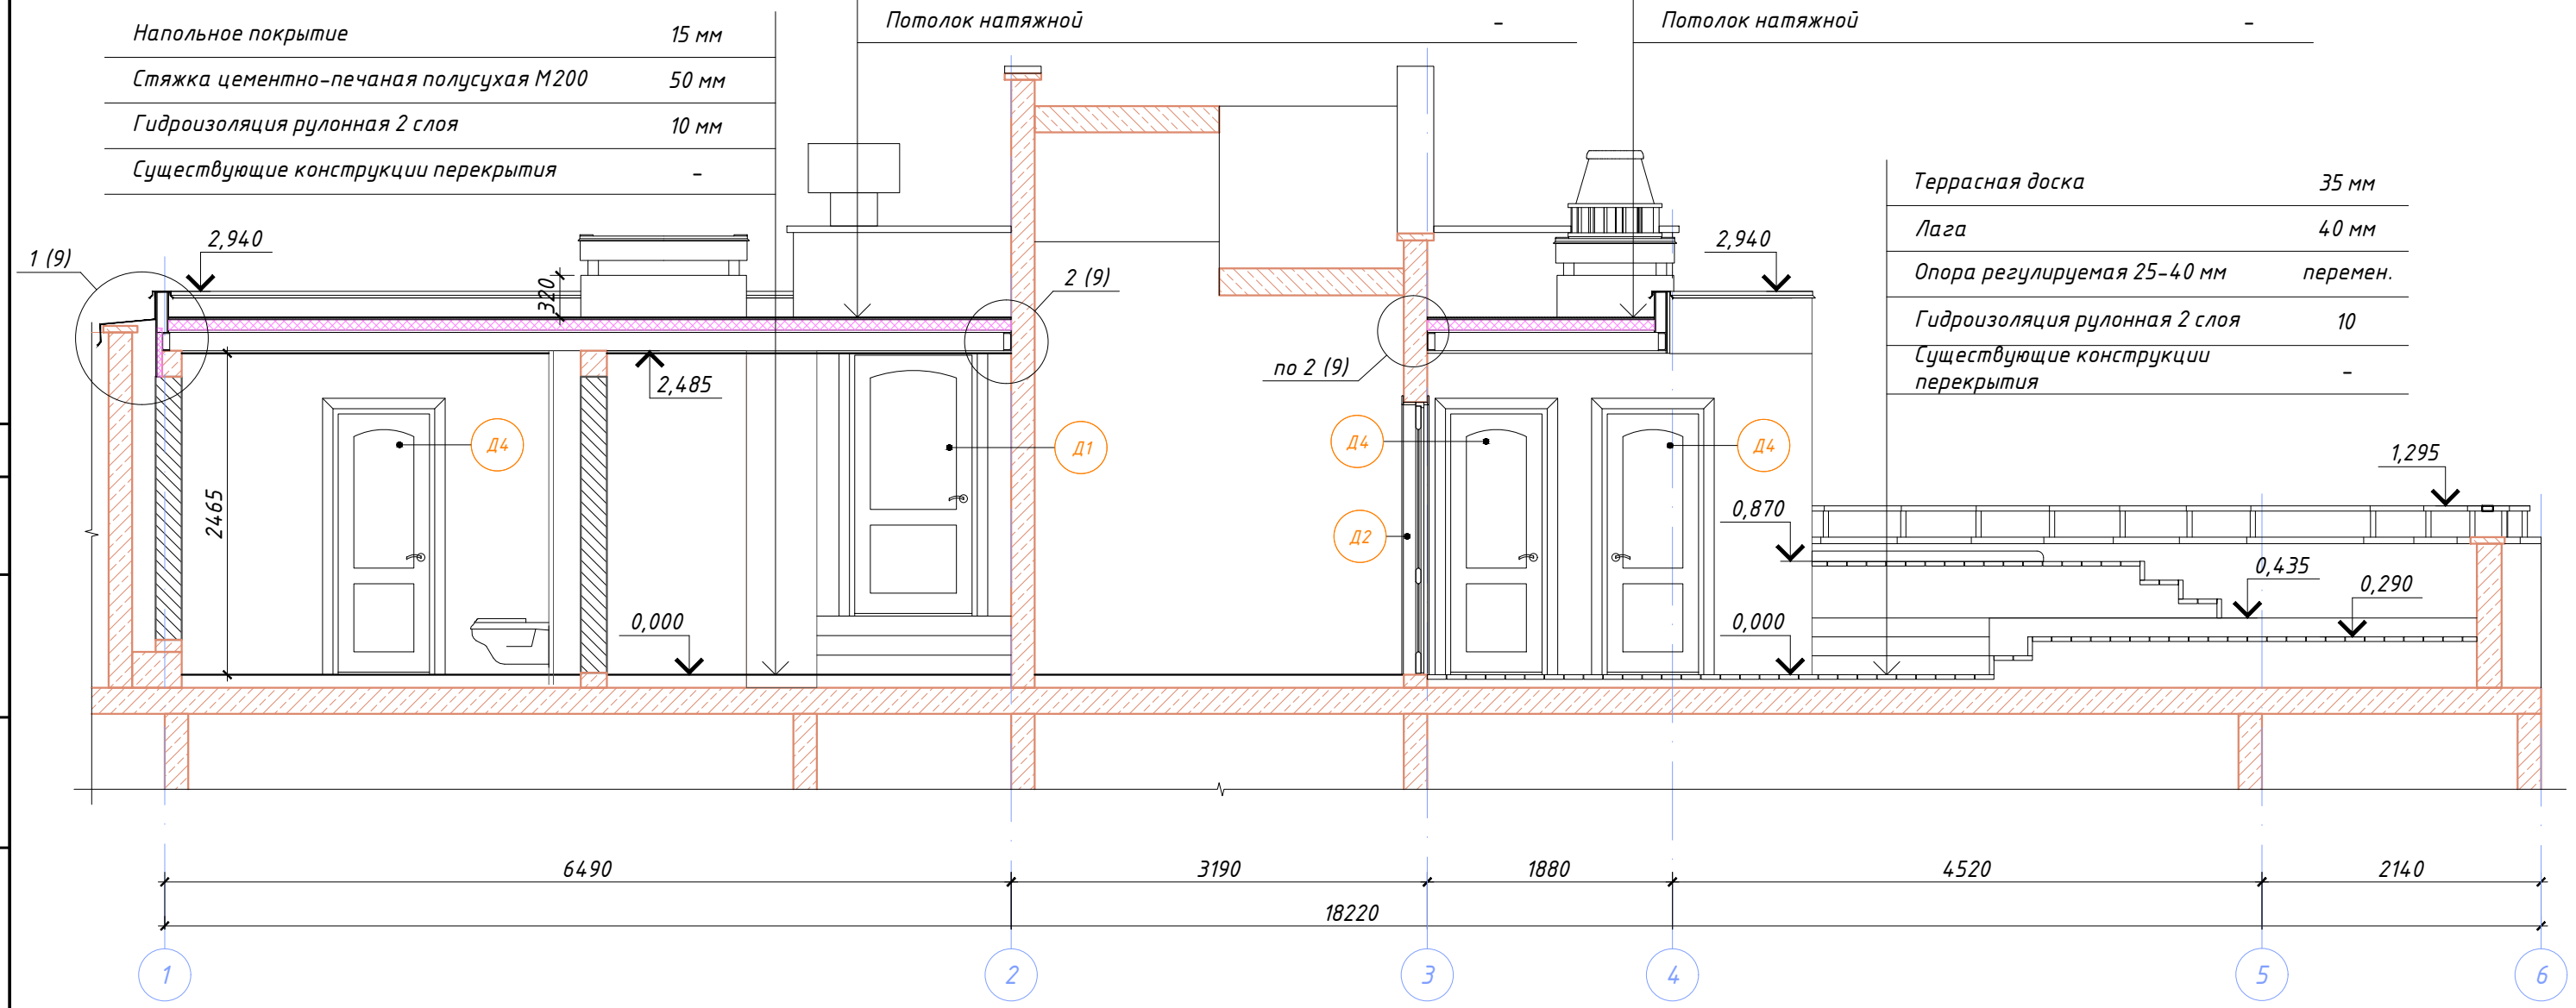 Напольное покрытие 15 мм
Стяжка цементно-печаная полусухая М200 50 мм
Гидроизоляция рулонная 2 слоя 10 мм
Существующие конструкции перекрытия -
Потолок натяжной -
Потолок натяжной -
Террасная доска 35 мм
Лага 40 мм
Опора регулируемая 25-40 мм перемен.
Гидроизоляция рулонная 2 слоя 10
Существующие конструкции
перекрытия -
1 (9)
2,940
320
2 (9)
2,940
2,485
по 2 (9)
Д4
Д1
Д4
Д4
1,295
2465
0,870
Д2
0,435
0,290
0,000
0,000
6490
3190
1880
4520
2140
18220
1
2
3
4
5
6